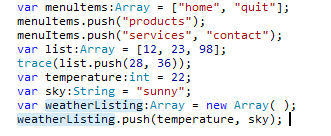 var menuItems:Array = ["home", "quit"];
menuItems.push("products");
menuItems.push("services", "contact");
var list:Array = [12, 23, 98];
trace(list.push(28, 36));
var temperature:int = 22;
var sky:String = "sunny";
var weatherListing:Array = new Array( );
weatherListing.push(temperature, sky);